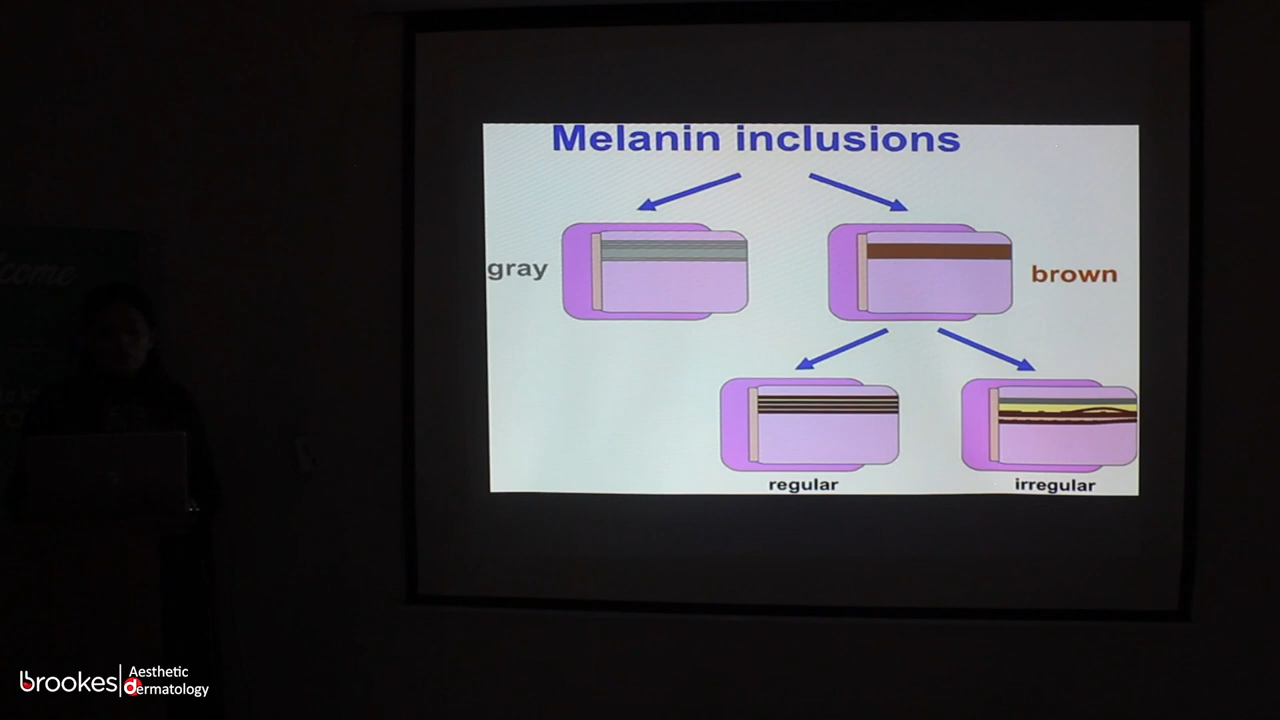 Melanin inclusions
gray
brown
regular
irregular
brookes
Aesthetic
dermatology